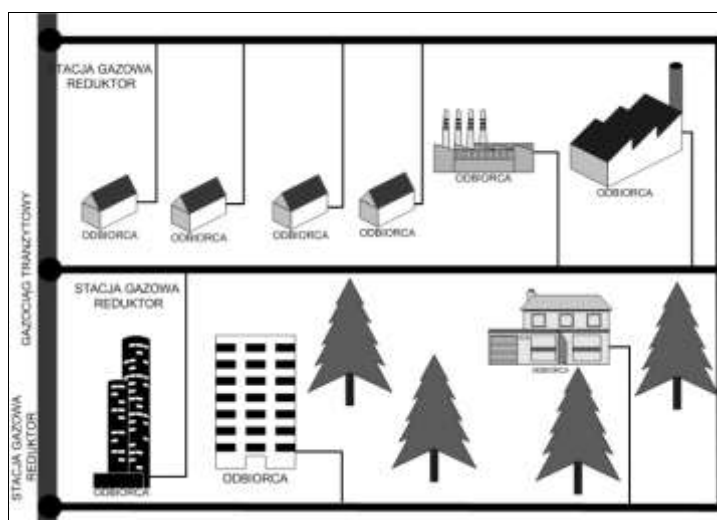 STACJA GAZOWA
REDUKTOR
ODBIORCA
ODBIORCA
ODBIORCA
ODBIORCA
ODBIORCA
ODBIORCA
GAZOCIĄG TRANZYTOWY
STACJA GAZOWA
REDUKTOR
ODBIORCA
ODBIORCA
ODBIORCA
STACJA GAZOWA
REDUKTOR